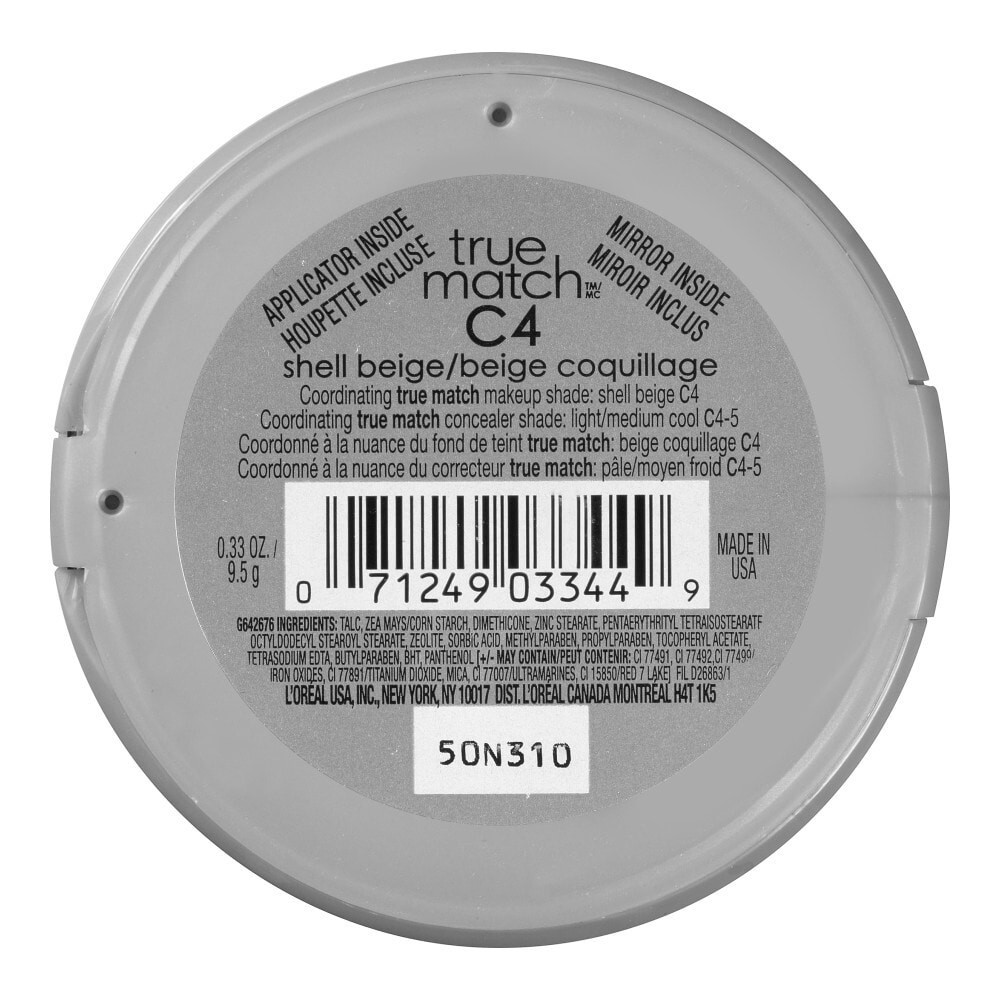 APPLICATOR INSIDE
HOUPETTE INCLUSE
true
match TM/MC
MIRROR INSIDE
MIROIR INCLUS
C4
shell beige/beige coquillage
Coordinating true match makeup shade: shell beige C4
Coordinating true match concealer shade: light/medium cool C4-5
Coordonné à la nuance du fond de teint true match: beige coquillage C4
Coordonné à la nuance du correcteur true match: pâle/moyen froid C4-5
0.33 OZ. /
9.5 g
0 71249 03344 9
MADE IN
USA
G642676 INGREDIENTS: TALC, ZEA MAYS/CORN STARCH, DIMETHICONE, ZINC STEARATE, PENTAERYTHRITYL TETRAISOSTEARATE
OCTYLDODECYL STEAROYL STEARATE, ZEOLITE, SORBIC ACID, METHYLPARABEN, PROPYLPARABEN, TOCOPHERYL ACETATE,
TETRASODIUM EDTA, BUTYLPARABEN, BHT, PANTHENOL [+/- MAY CONTAIN/PEUT CONTENIR: CI 77491, CI 77492,CI 77499/
IRON OXIDES, CI 77891/TITANIUM DIOXIDE, MICA, CI 77007/ULTRAMARINES, CI 15850/RED 7 LAKE] FIL D26863/1
L'ORÉAL USA, INC., NEW YORK, NY 10017 DIST. L'ORÉAL CANADA MONTRÉAL H4T 1K5
50N310